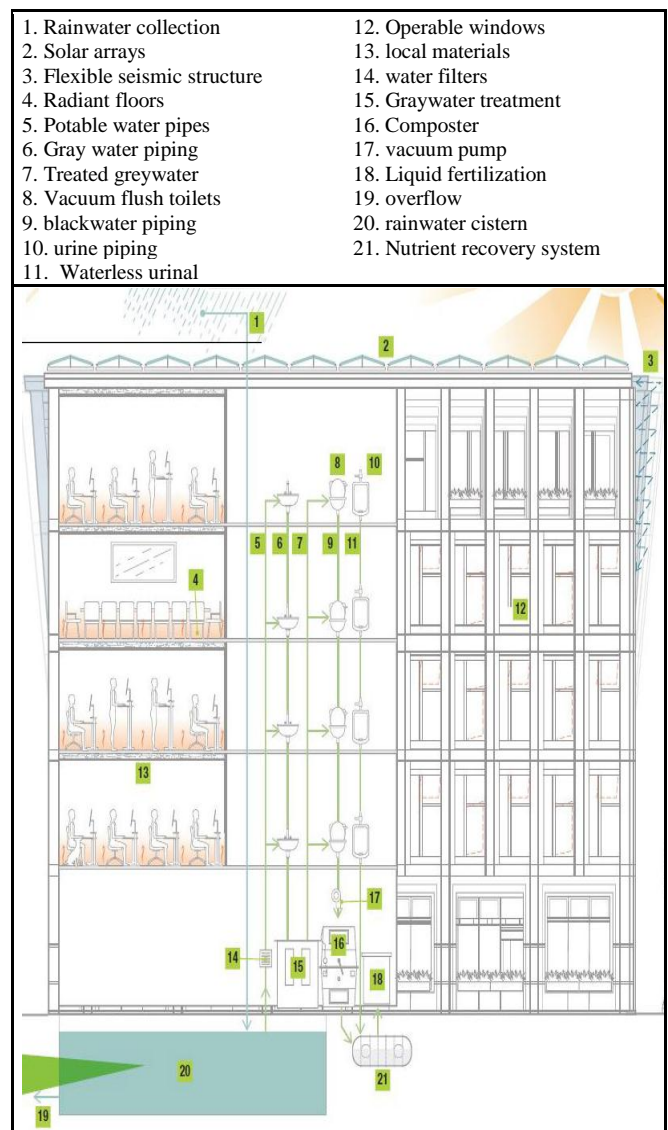 1. Rainwater collection
2. Solar arrays
3. Flexible seismic structure
4. Radiant floors
5. Potable water pipes
6. Gray water piping
7. Treated greywater
8. Vacuum flush toilets
9. blackwater piping
10. urine piping
11. Waterless urinal
12. Operable windows
13. local materials
14. water filters
15. Graywater treatment
16. Composter
17. vacuum pump
18. Liquid fertilization
19. overflow
20. rainwater cistern
21. Nutrient recovery system
1
2
3
8 10
5 6 7 9 11
4
12
13
17
16
14 15 18
20 21
19